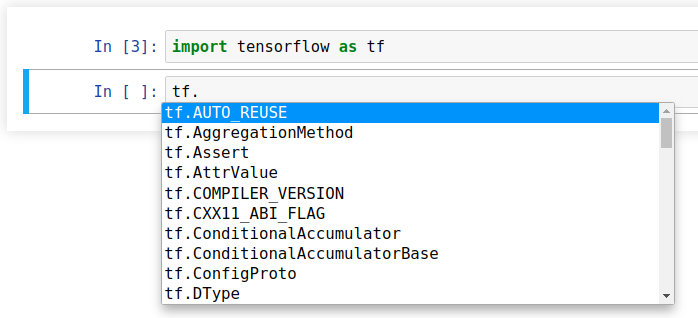 In [3]: import tensorflow as tf
In [ ]: tf.
tf.AUTO_REUSE
tf.AggregationMethod
tf.Assert
tf.AttrValue
tf.COMPILER_VERSION
tf.CXX11_ABI_FLAG
tf.ConditionalAccumulator
tf.ConditionalAccumulatorBase
tf.ConfigProto
tf.DType